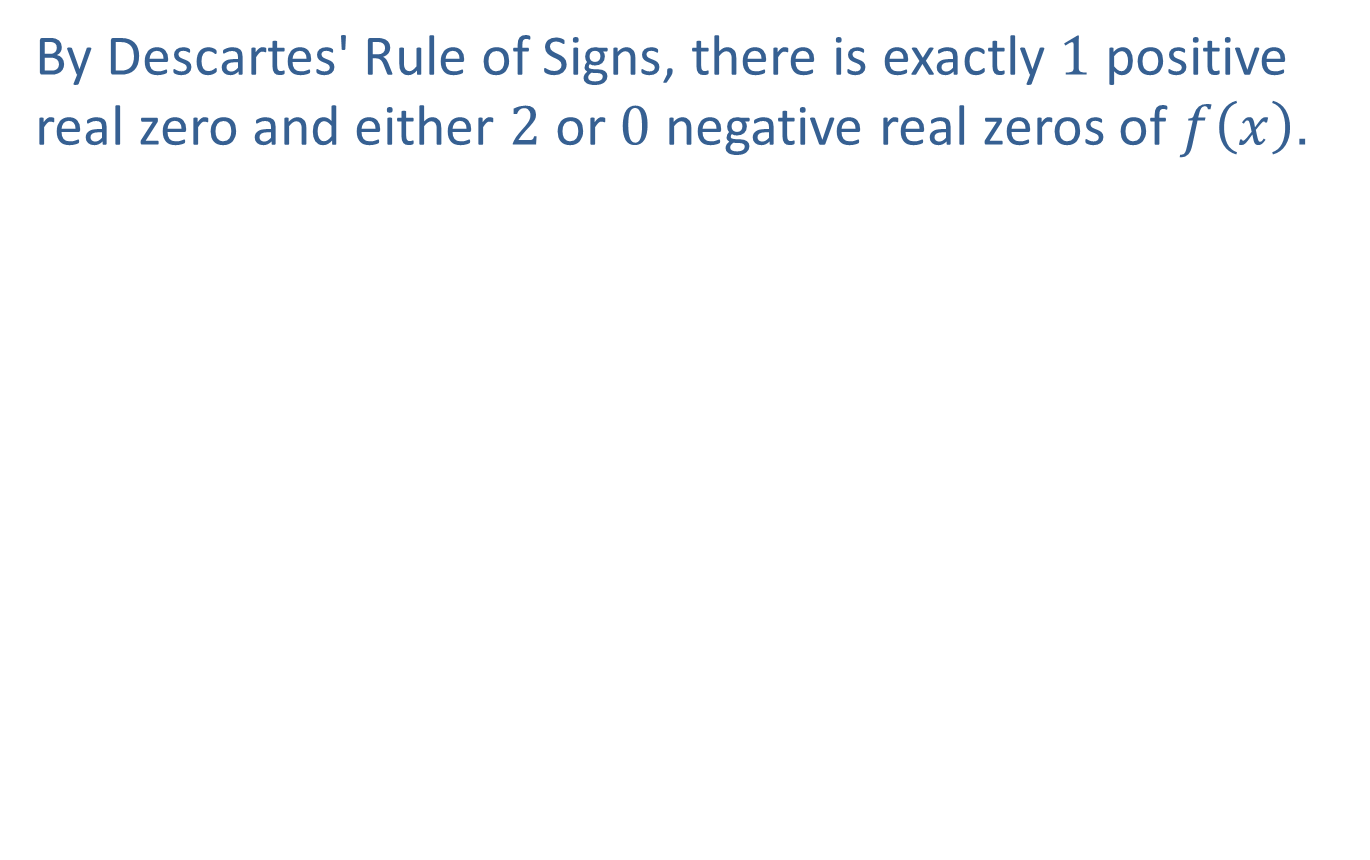 By Descartes' Rule of Signs, there is exactly 1 positive
real zero and either 2 or 0 negative real zeros of f(x).